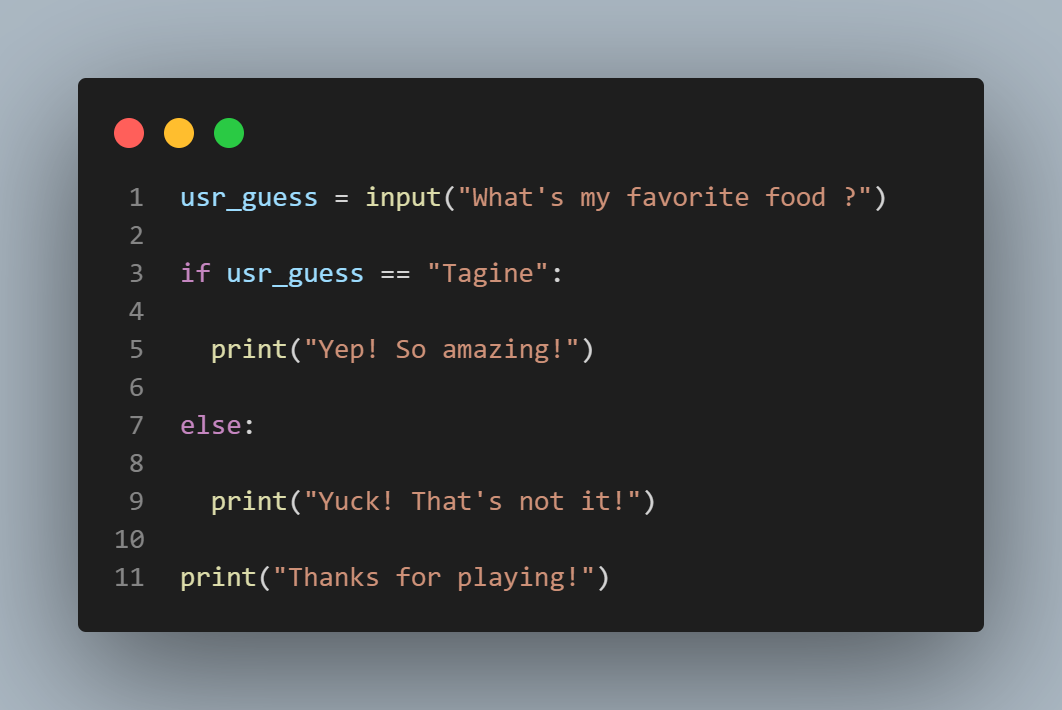 1 usr_guess = input("What's my favorite food ?")
2
3 if usr_guess == "Tagine":
4
5   print("Yep! So amazing!")
6
7 else:
8
9   print("Yuck! That's not it!")
10
11 print("Thanks for playing!")